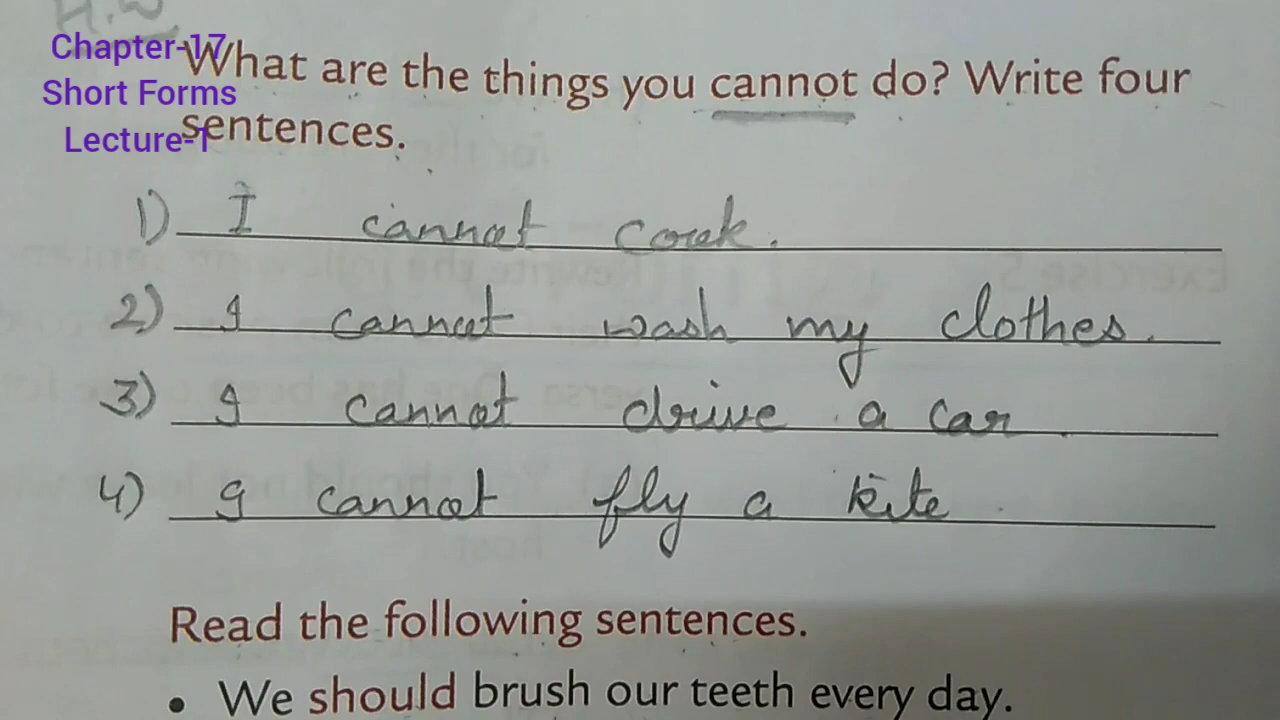 H.W
Chapter-17
Short Forms
Lecture-1
What are the things you cannot do? Write four
sentences.
1) I cannot cook.
2) I cannot wash my clothes.
3) I cannot drive a car.
4) I cannot fly a kite.
Read the following sentences.
• We should brush our teeth every day.